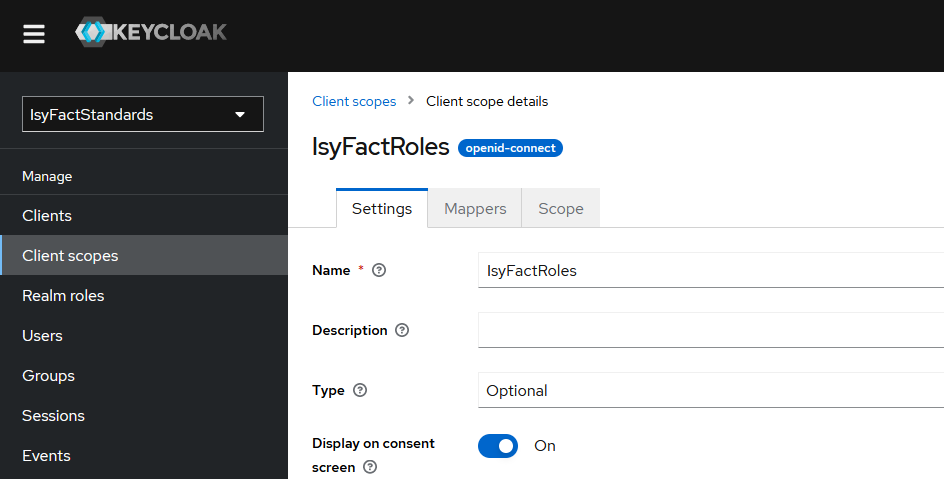 KEYCLOAK
IsyFactStandards
Manage
Clients
Client scopes
Realm roles
Users
Groups
Sessions
Events
Client scopes > Client scope details
IsyFactRoles openid-connect
Settings Mappers Scope
Name * ?
IsyFactRoles
Description ?
Type ?
Optional
Display on consent
screen ?
On